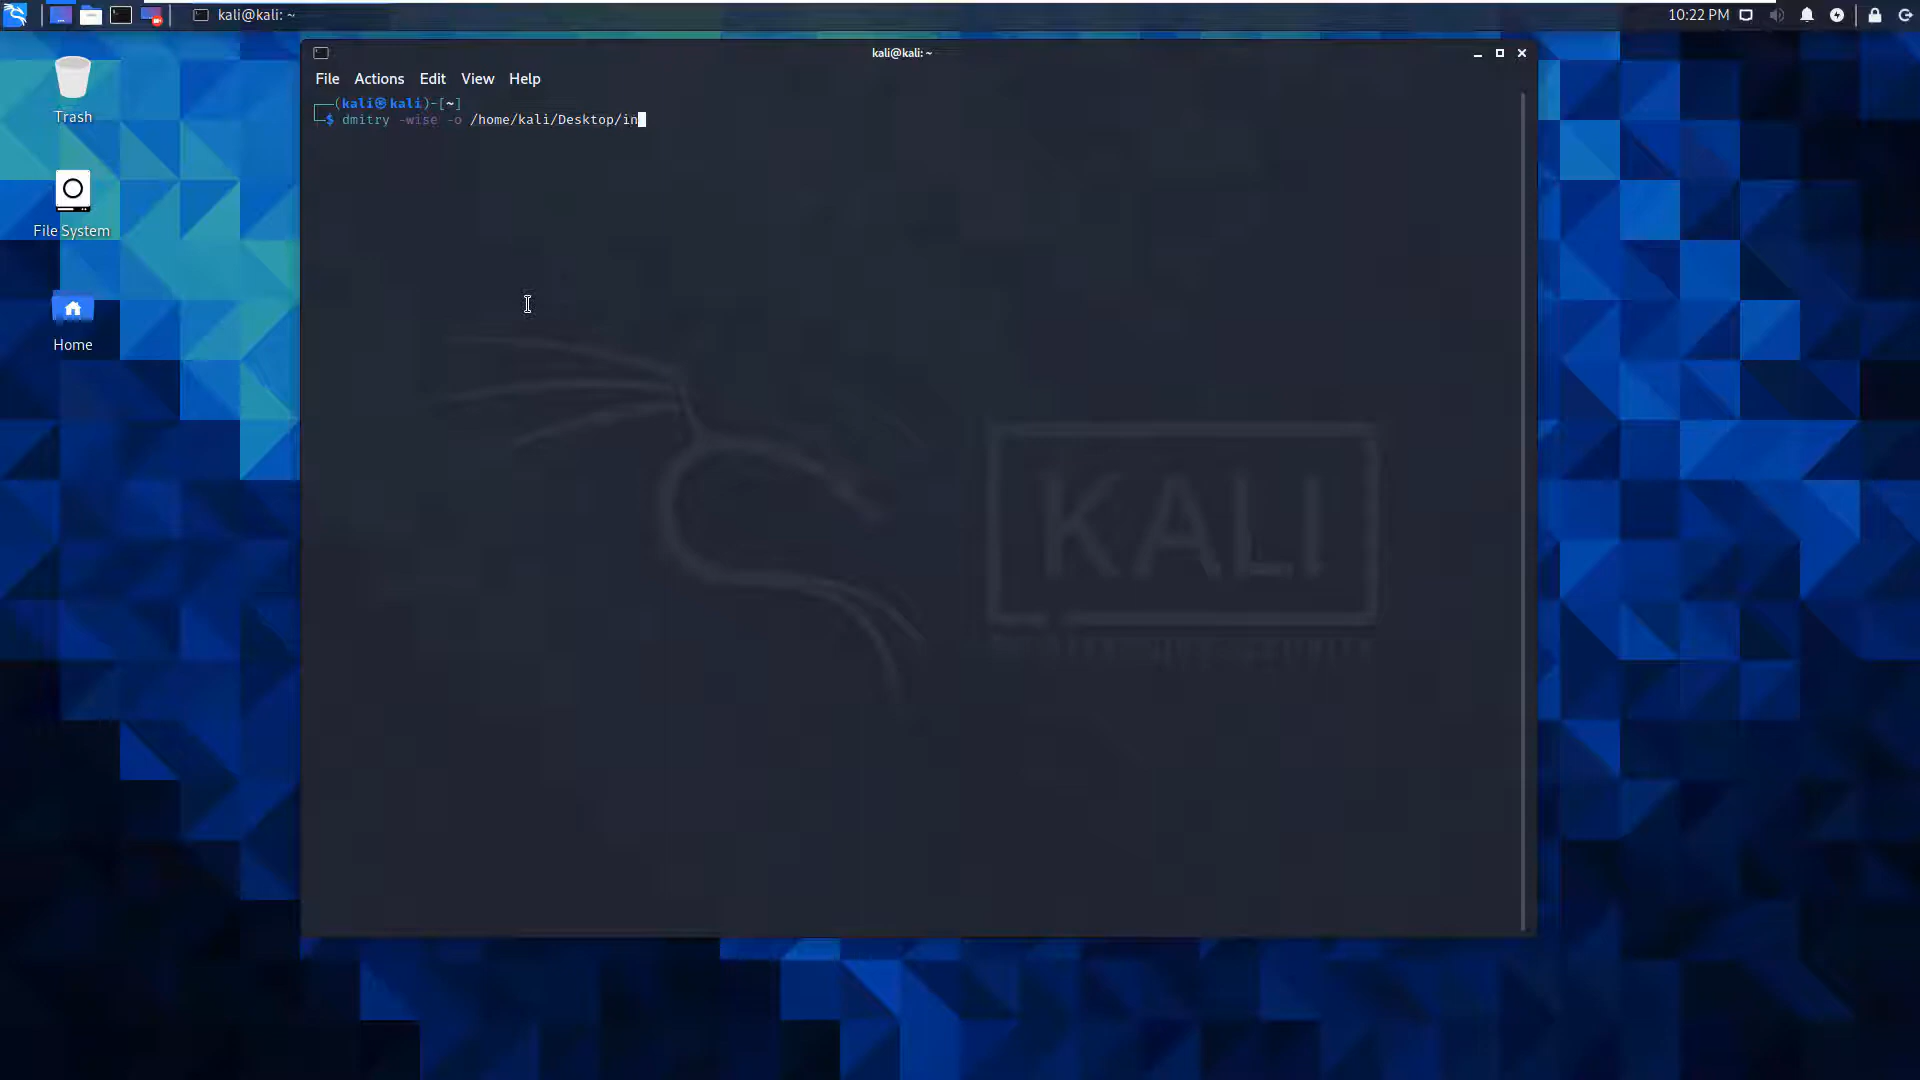 kali@kali: ~
10:22 PM
Trash
File System
Home
kali@kali: ~
File Actions Edit View Help
(kali㉿kali)-[~]
$ dmitry -wise -o /home/kali/Desktop/in
KALI